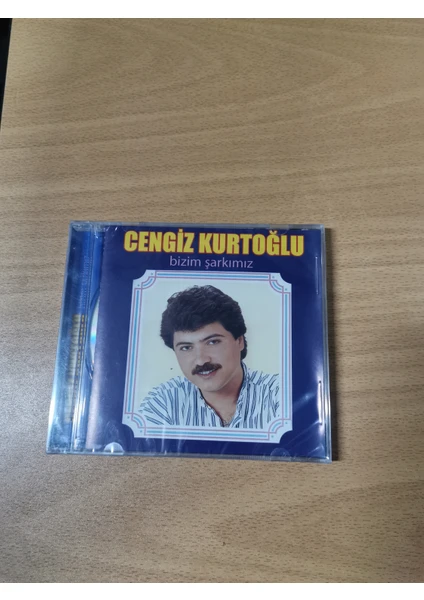 CENGİZ KURTOĞLU
bizim şarkımız